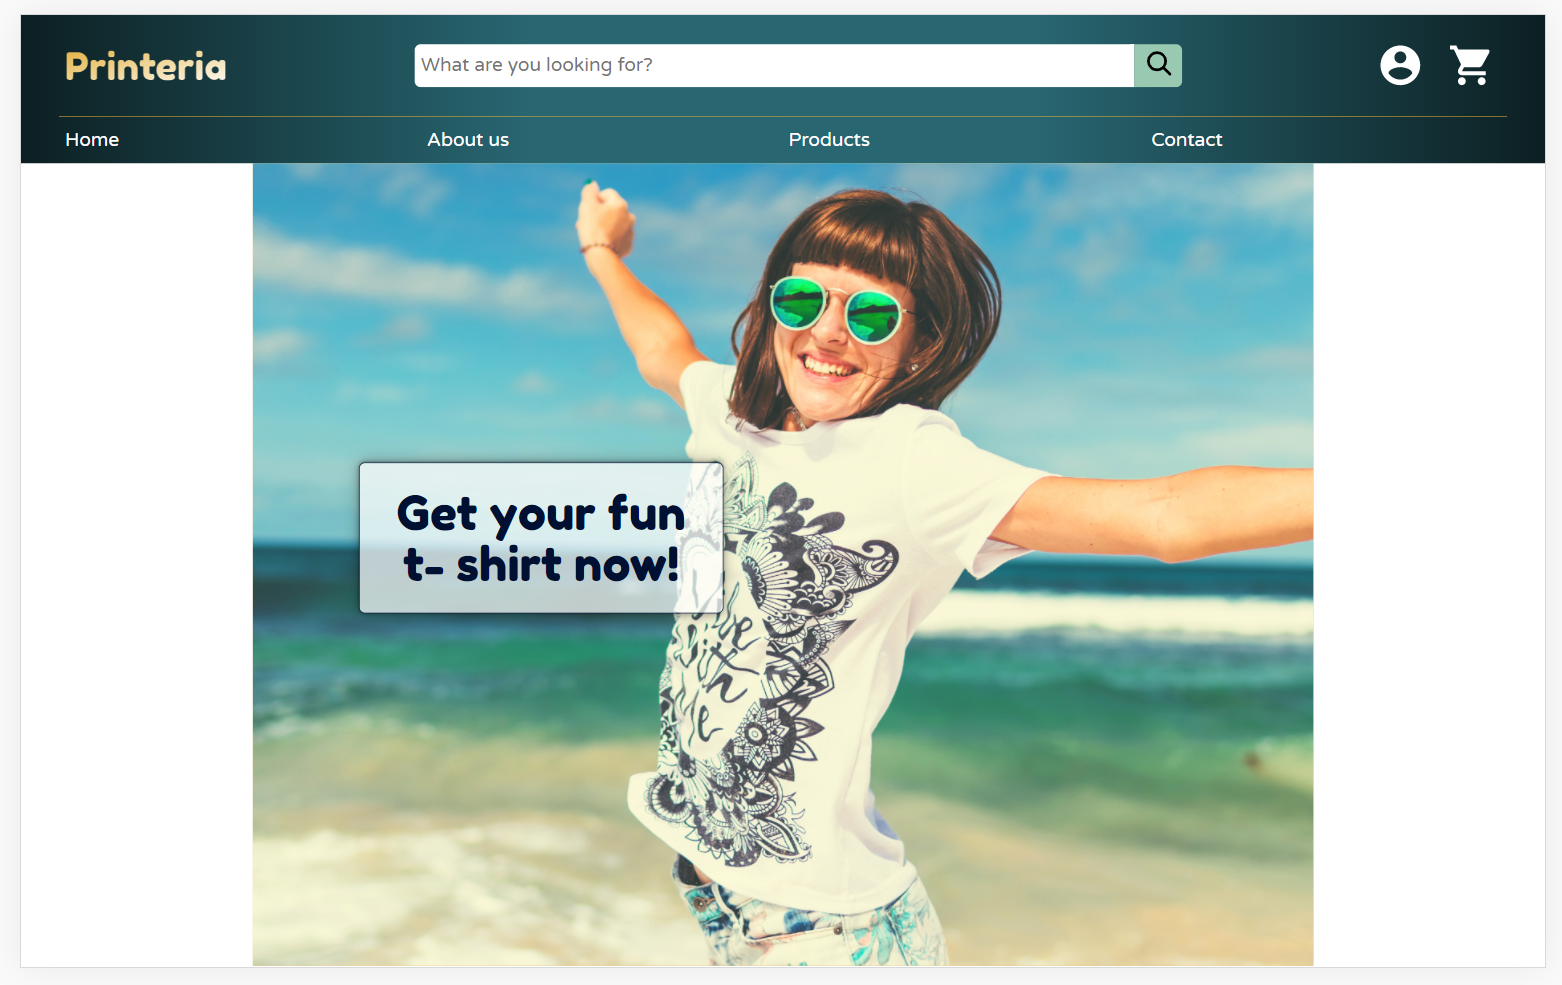 Printeria
What are you looking for?
Home
About us
Products
Contact
Get your fun
t- shirt now!